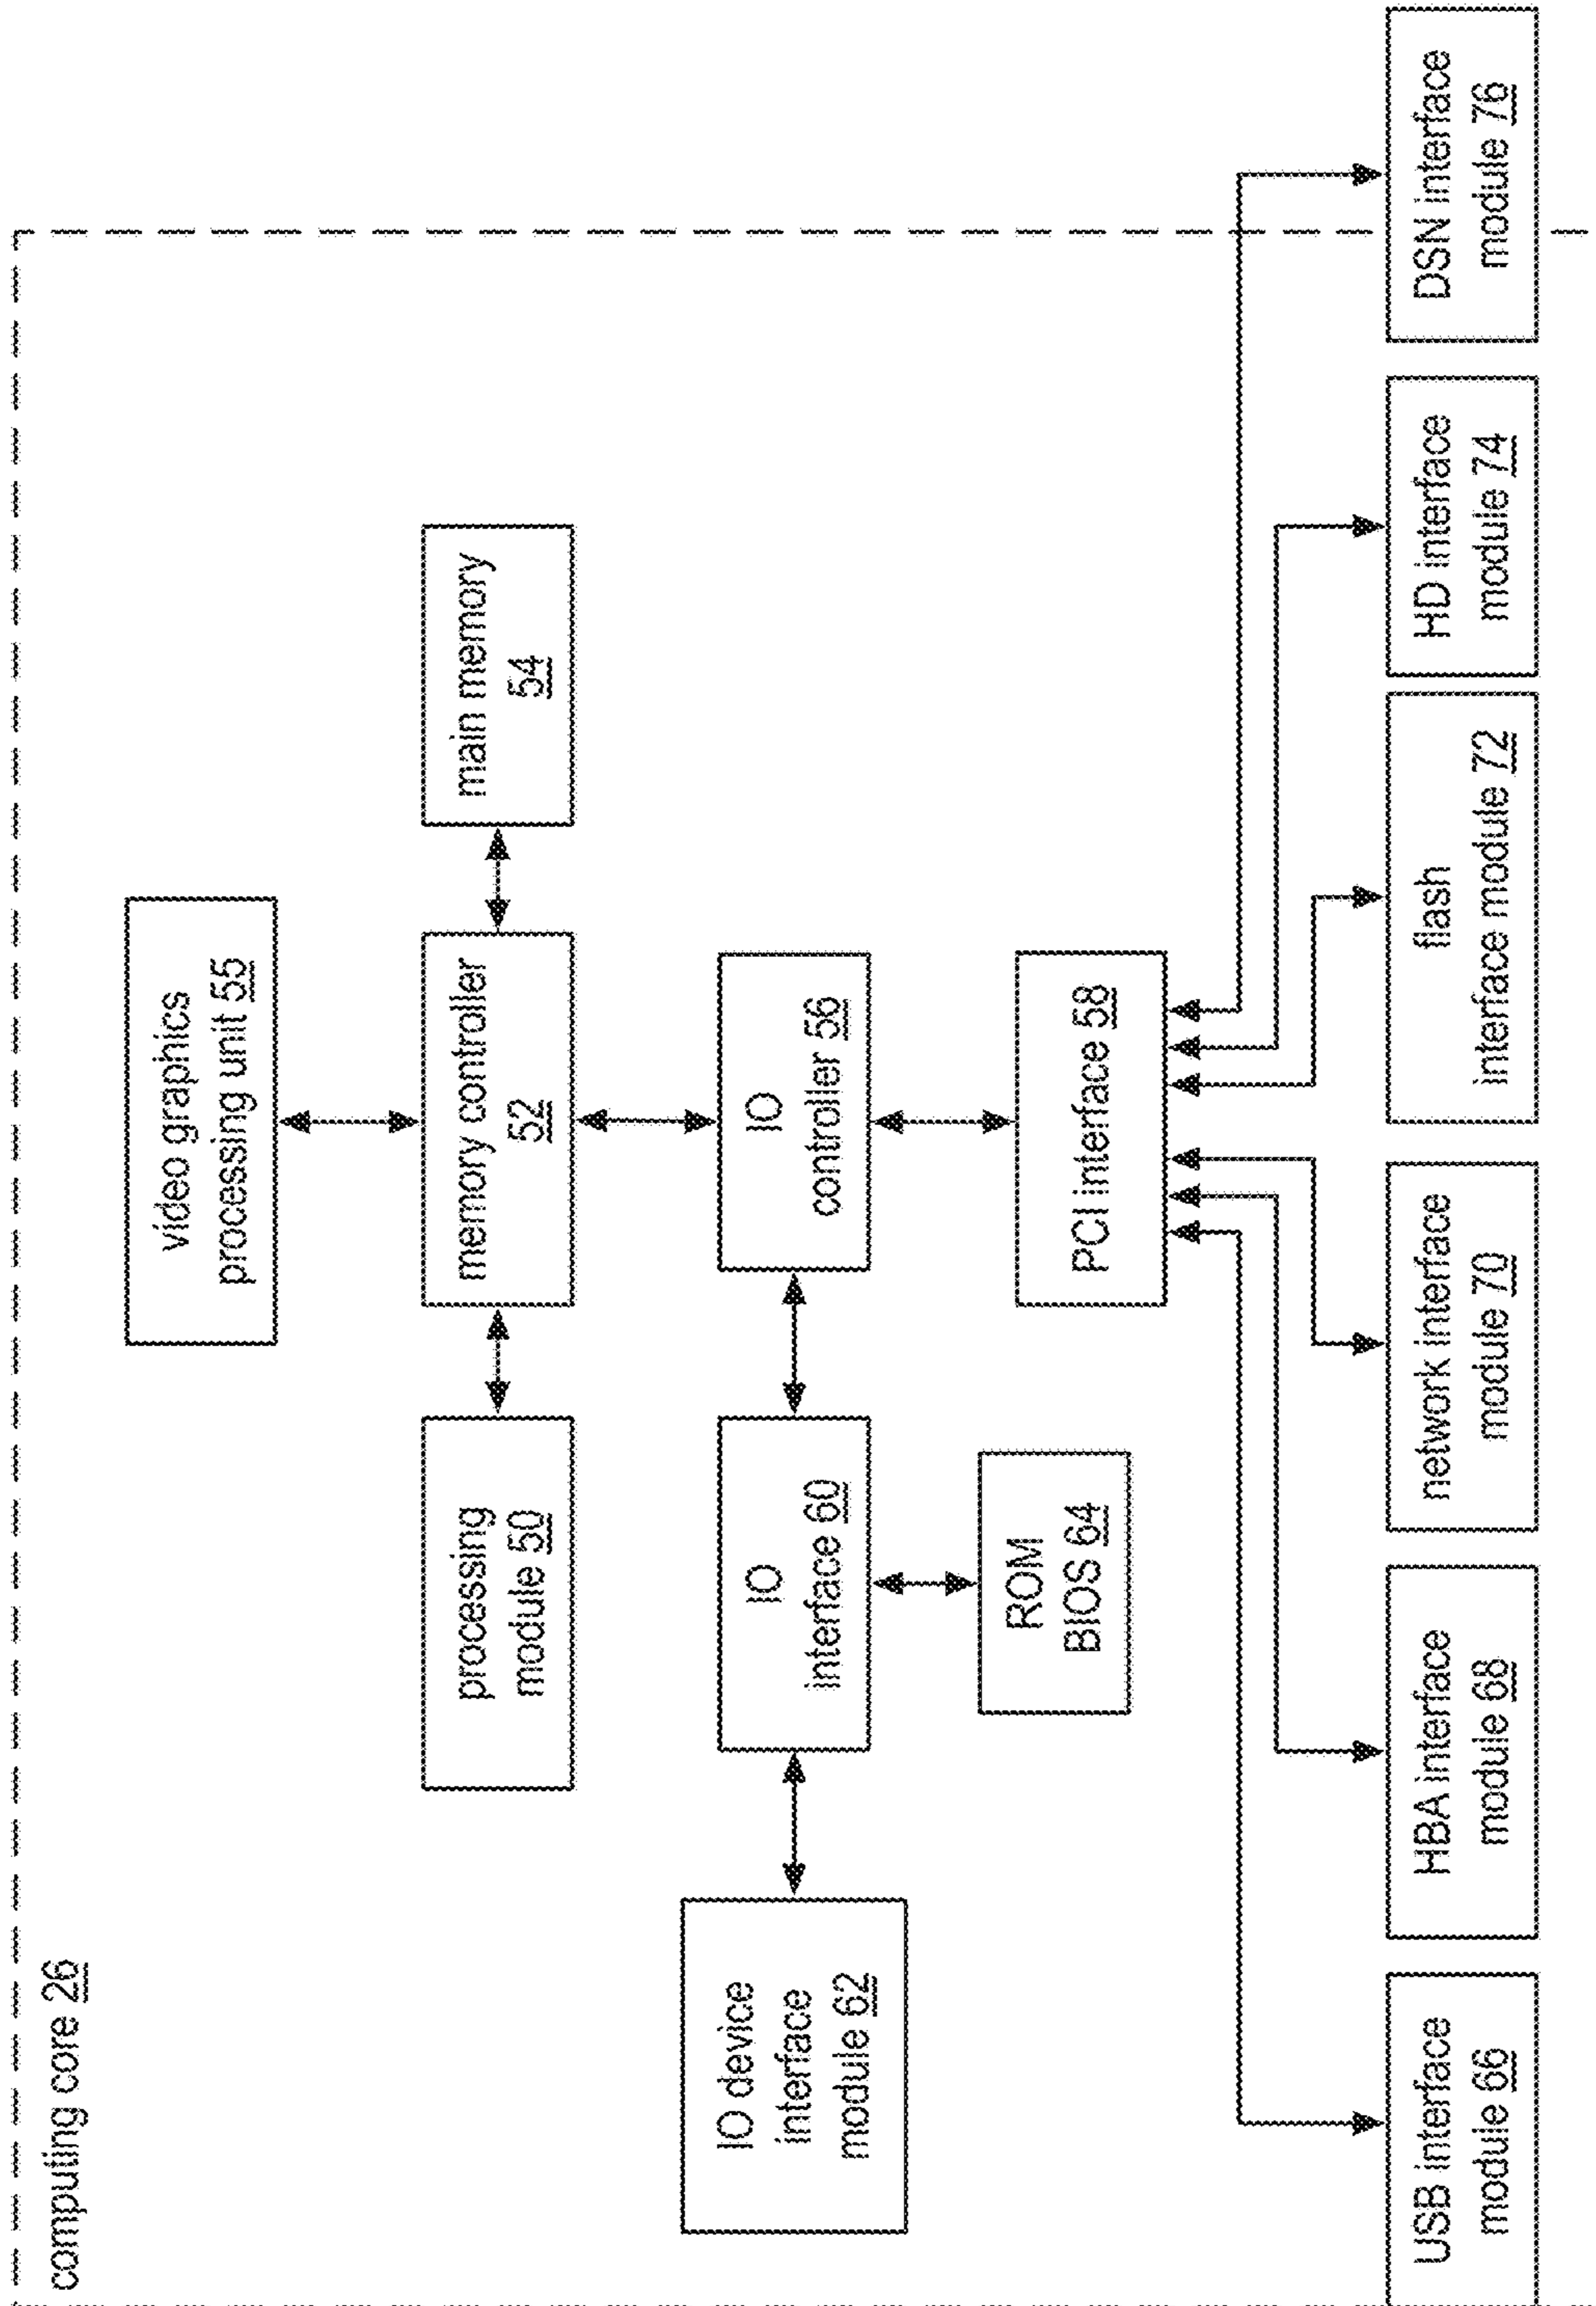 computing core 26
video graphics
processing unit 55
processing
module 50
memory controller
52
main memory
54
IO device
interface
module 62
IO
interface 60
IO
controller 56
ROM
BIOS 64
PCI interface 58
USB interface
module 66
HBA interface
module 68
network interface
module 70
flash
interface module 72
HD interface
module 74
DSN interface
module 76